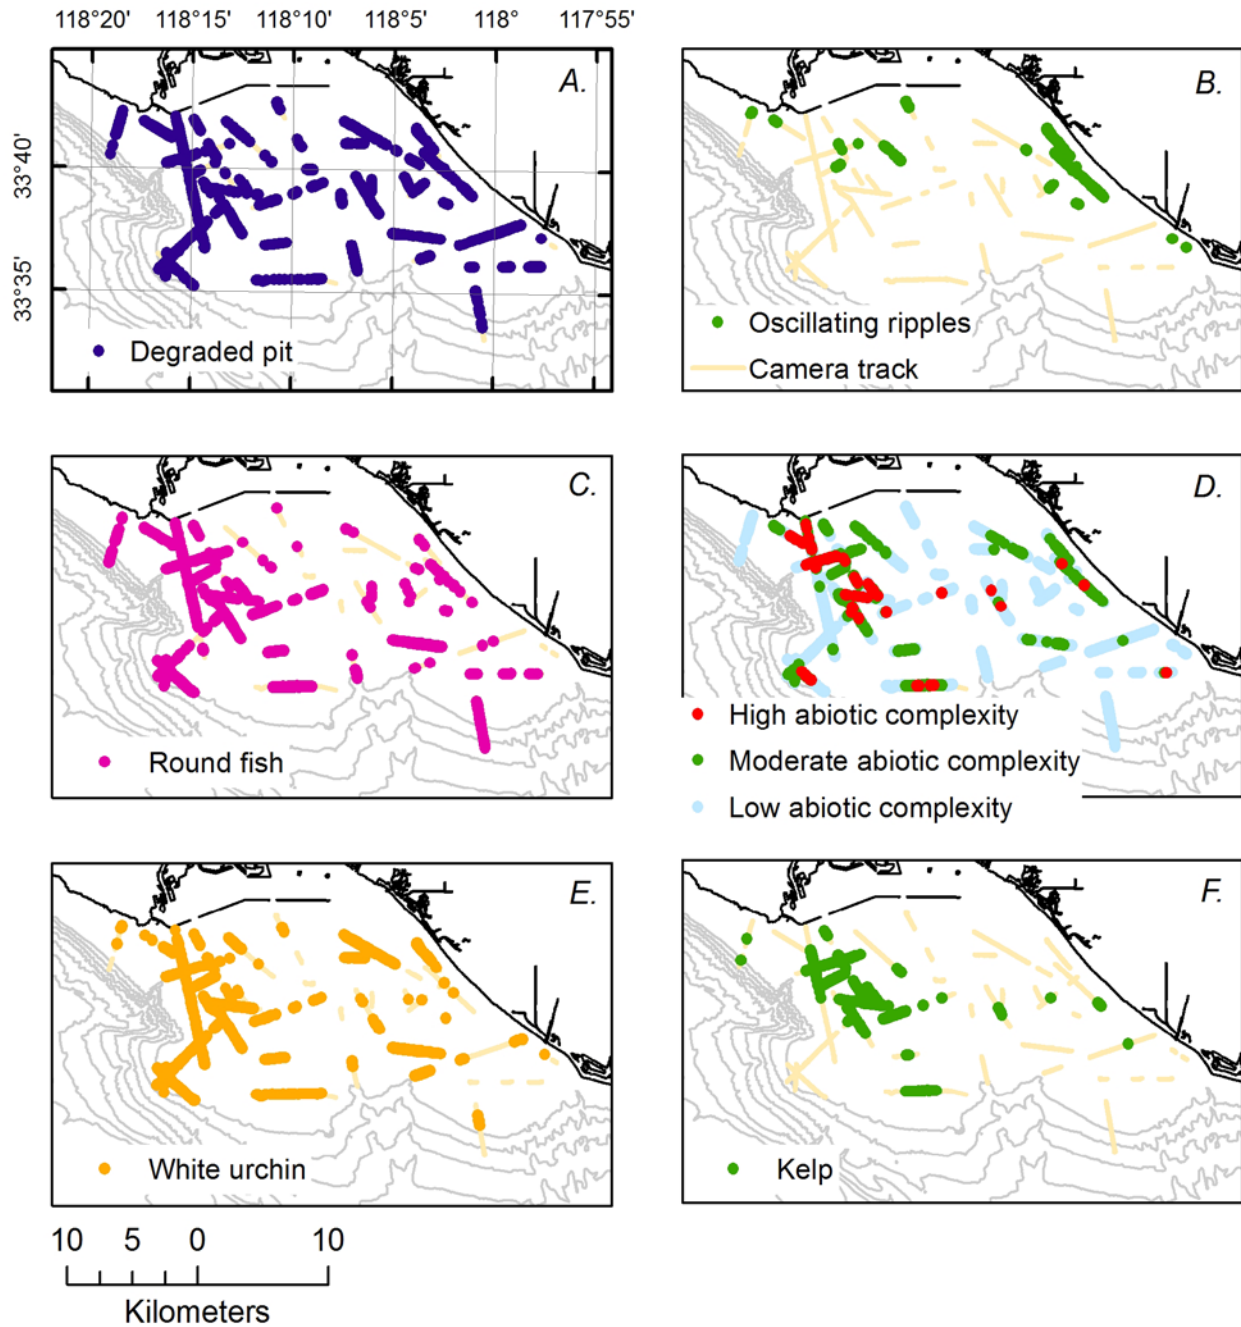 118°20' 118°15' 118°10' 118°5' 118° 117°55'
A.
33°40'
33°35'
Degraded pit
B.
Oscillating ripples
Camera track
C.
Round fish
D.
High abiotic complexity
Moderate abiotic complexity
Low abiotic complexity
E.
White urchin
F.
Kelp
10 5 0 10
Kilometers